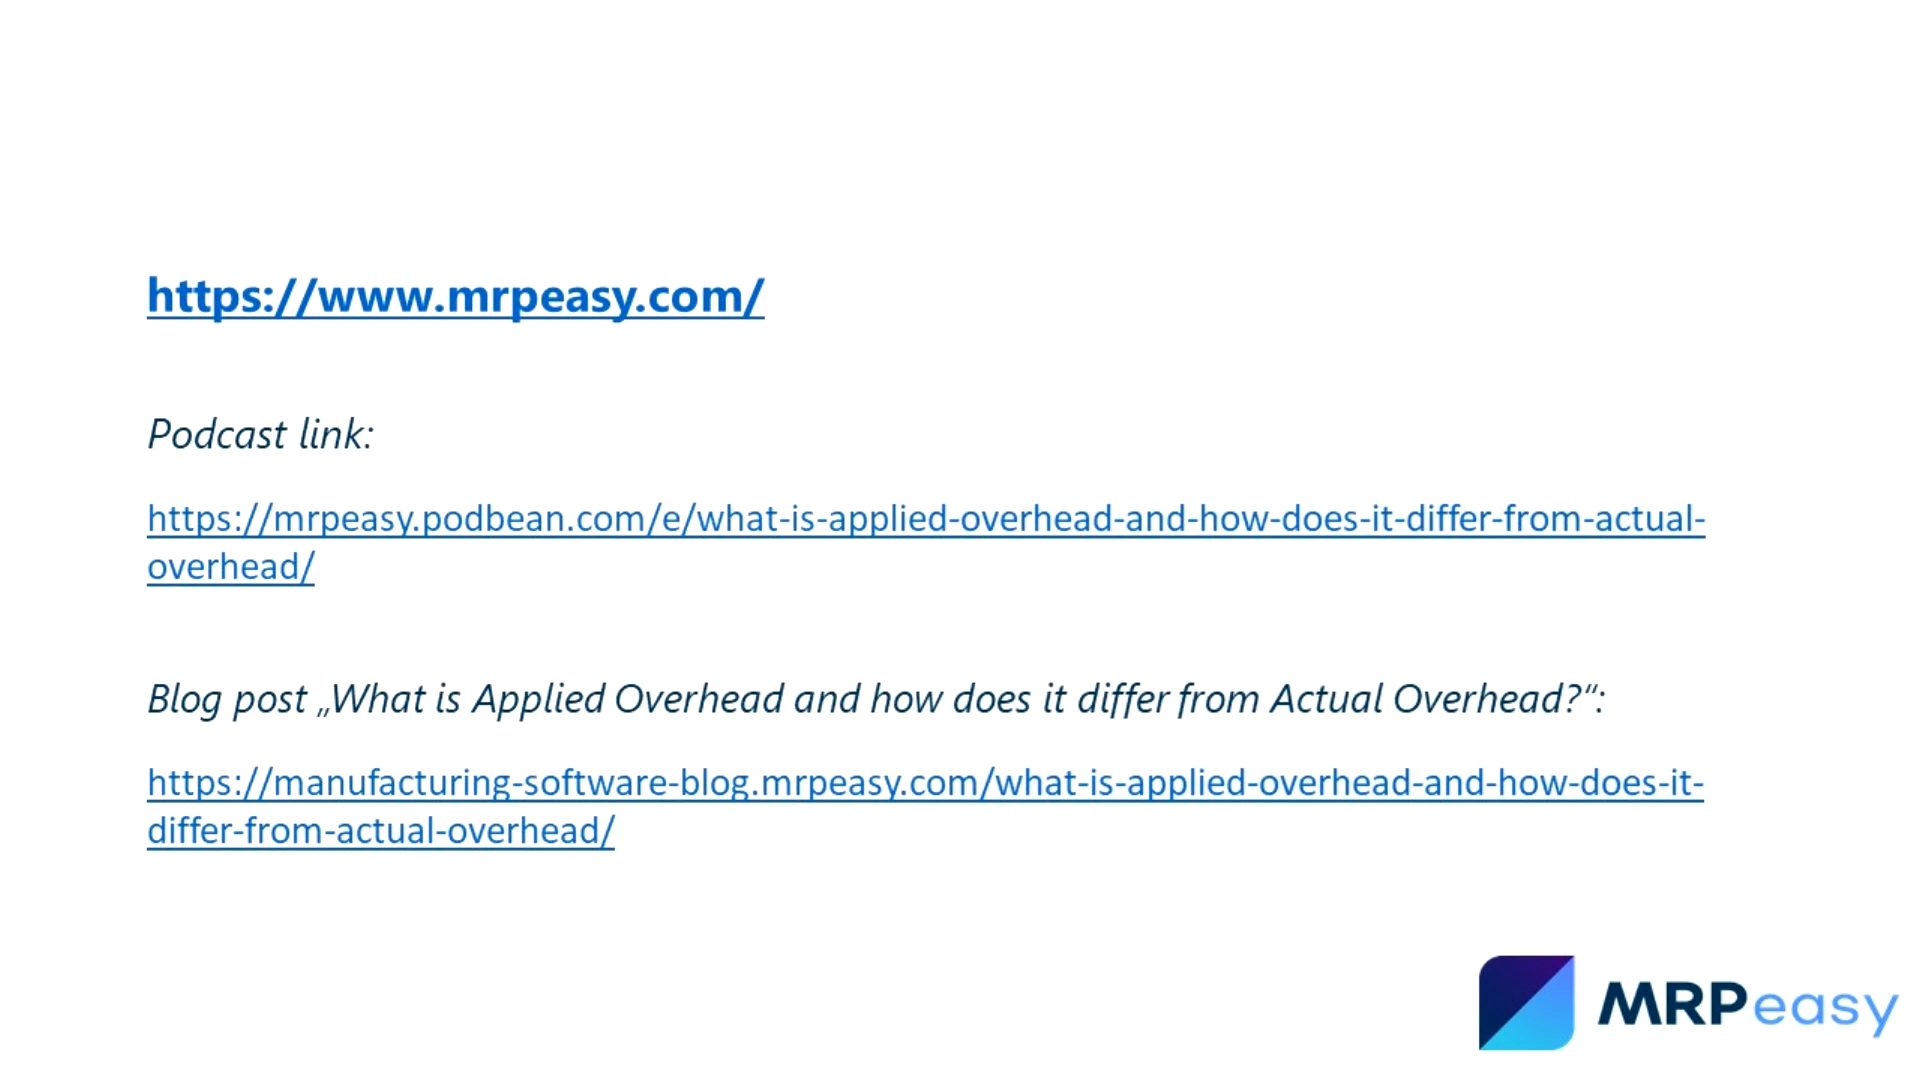 https://www.mrpeasy.com/
Podcast link:
https://mrpeasy.podbean.com/e/what-is-applied-overhead-and-how-does-it-differ-from-actual-
overhead/
Blog post „What is Applied Overhead and how does it differ from Actual Overhead?“:
https://manufacturing-software-blog.mrpeasy.com/what-is-applied-overhead-and-how-does-it-
differ-from-actual-overhead/
MRPeasy